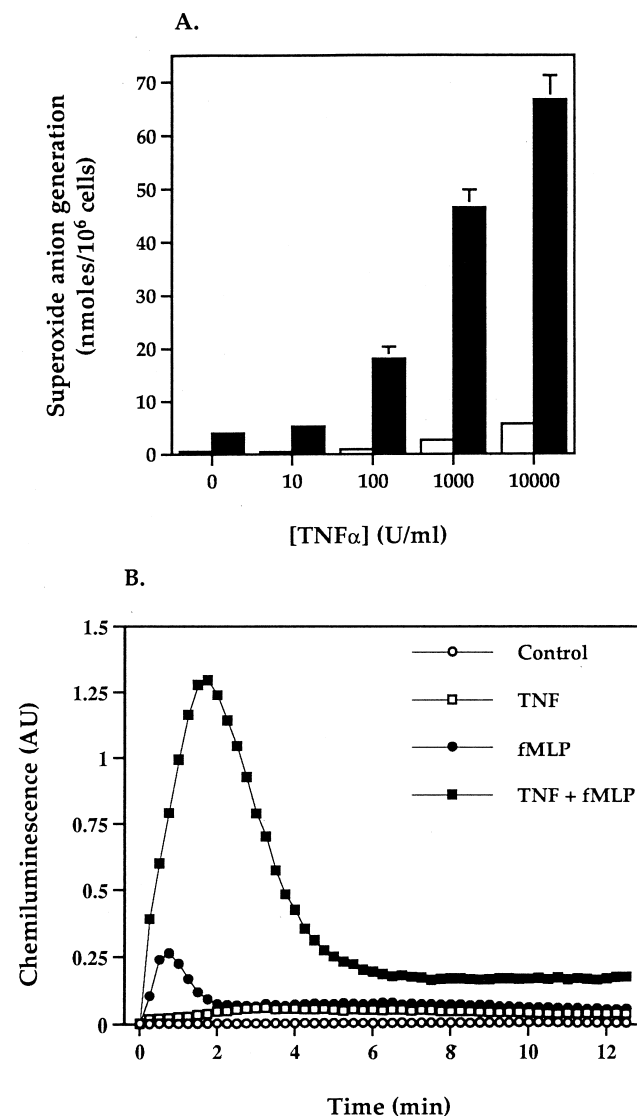 A.
Superoxide anion generation
(nmoles/10⁶ cells)
70
60
50
40
30
20
10
0
0 10 100 1000 10000
[TNFα] (U/ml)
B.
Chemiluminescence (AU)
1.5
1.25
1
0.75
0.5
0.25
0
Control
TNF
fMLP
TNF + fMLP
0 2 4 6 8 10 12
Time (min)